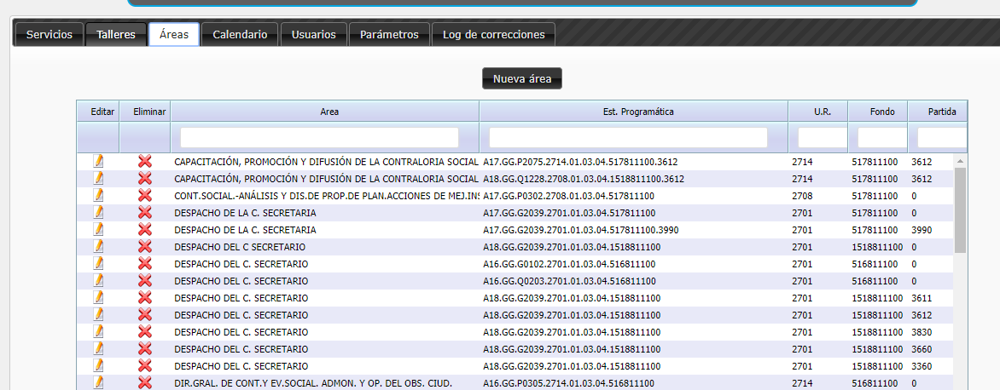 Servicios Talleres Áreas Calendario Usuarios Parámetros Log de correcciones
Nueva área
Editar Eliminar Area Est. Programática U.R. Fondo Partida
CAPACITACIÓN, PROMOCIÓN Y DIFUSIÓN DE LA CONTRALORIA SOCIAL A17.GG.P2075.2714.01.03.04.517811100.3612 2714 517811100 3612
CAPACITACIÓN, PROMOCIÓN Y DIFUSIÓN DE LA CONTRALORIA SOCIAL A18.GG.Q1228.2708.01.03.04.1518811100.3612 2714 517811100 3612
CONT.SOCIAL.-ANÁLISIS Y DIS.DE PROP.DE PLAN.ACCIONES DE MEJ.INS A17.GG.P0302.2708.01.03.04.517811100 2708 517811100 0
DESPACHO DE LA C. SECRETARIA A17.GG.G2039.2701.01.03.04.517811100 2701 517811100 0
DESPACHO DE LA C. SECRETARIA A17.GG.G2039.2701.01.03.04.517811100.3990 2701 517811100 3990
DESPACHO DEL C SECRETARIO A18.GG.G2039.2701.01.03.04.1518811100 2701 1518811100 0
DESPACHO DEL C. SECRETARIO A16.GG.G0102.2701.01.03.04.516811100 2701 516811100 0
DESPACHO DEL C. SECRETARIO A16.GG.Q0203.2701.01.03.04.516811100 2701 516811100 0
DESPACHO DEL C. SECRETARIO A18.GG.G2039.2701.01.03.04.1518811100 2701 1518811100 3611
DESPACHO DEL C. SECRETARIO A18.GG.G2039.2701.01.03.04.1518811100 2701 1518811100 3612
DESPACHO DEL C. SECRETARIO A18.GG.G2039.2701.01.03.04.1518811100 2701 1518811100 3830
DESPACHO DEL C. SECRETARIO A18.GG.G2039.2701.01.03.04.1518811100 2701 1518811100 3660
DESPACHO DEL C. SECRETARIO A18.GG.G2039.2701.01.03.04.1518811100 2701 1518811100 3360
DIR.GRAL. DE CONT.Y EV.SOCIAL. ADMON. Y OP. DEL OBS. CIUD. A16.GG.P0305.2714.01.03.04.516811100 2714 516811100 0